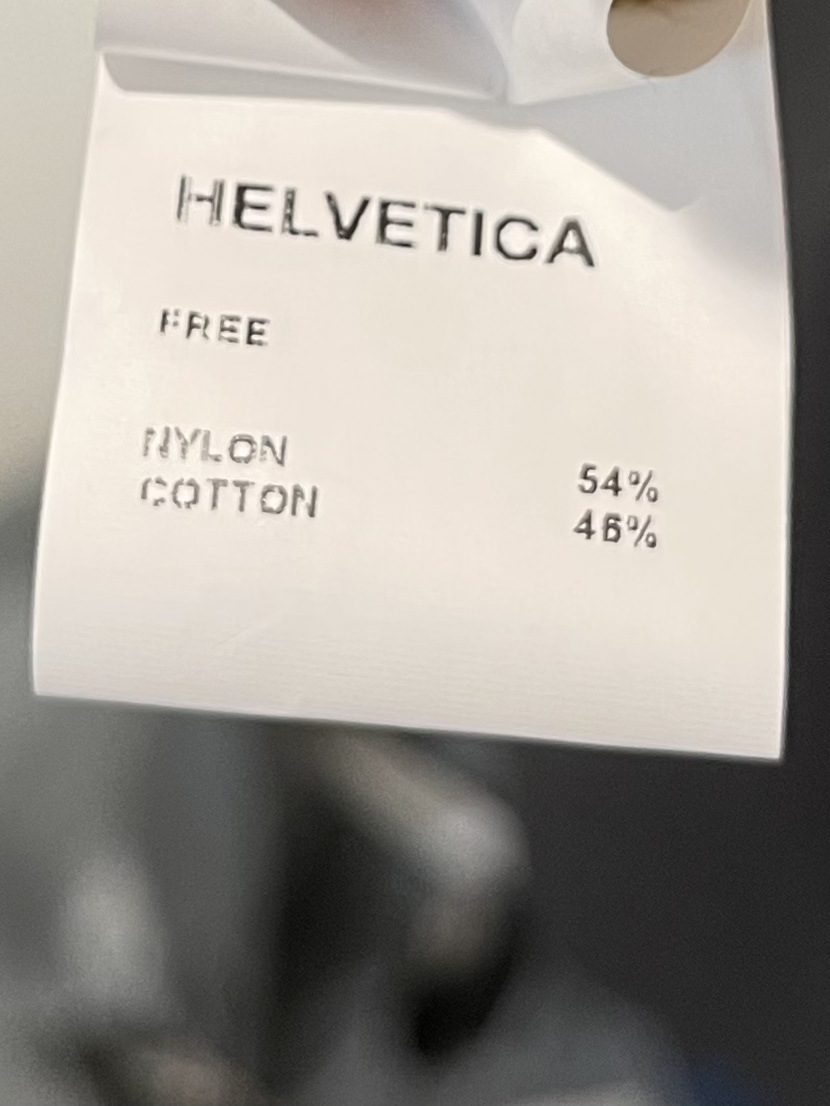 HELVETICA
FREE
NYLON 54%
COTTON 46%